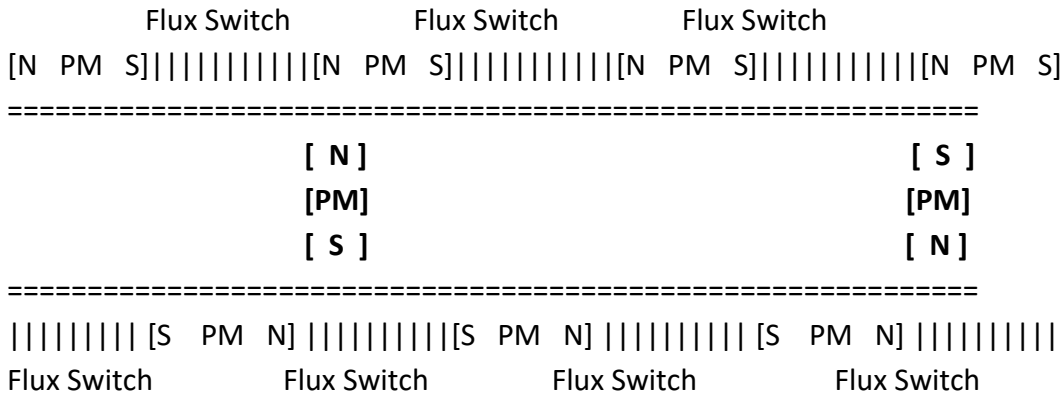 Flux Switch Flux Switch Flux Switch
[N PM S]|||||||||||[N PM S]|||||||||||[N PM S]|||||||||||[N PM S]
=============================================================
[ N ] [ S ]
[PM] [PM]
[ S ] [ N ]
=============================================================
||||||||| [S PM N] ||||||||||[S PM N] |||||||||| [S PM N] ||||||||||
Flux Switch Flux Switch Flux Switch Flux Switch